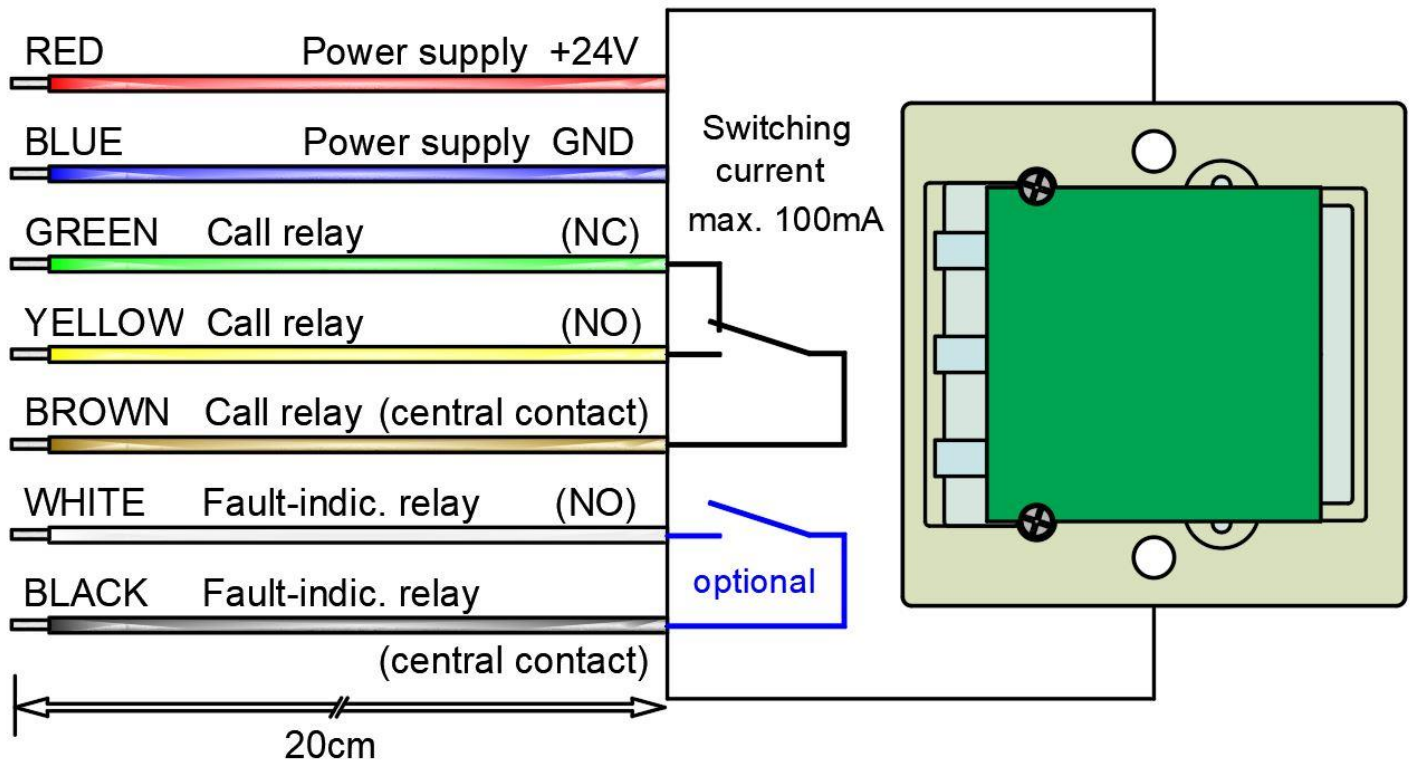 RED Power supply +24V
BLUE Power supply GND
Switching
current
max. 100mA
GREEN Call relay (NC)
YELLOW Call relay (NO)
BROWN Call relay (central contact)
WHITE Fault-indic. relay (NO)
optional
BLACK Fault-indic. relay
(central contact)
20cm